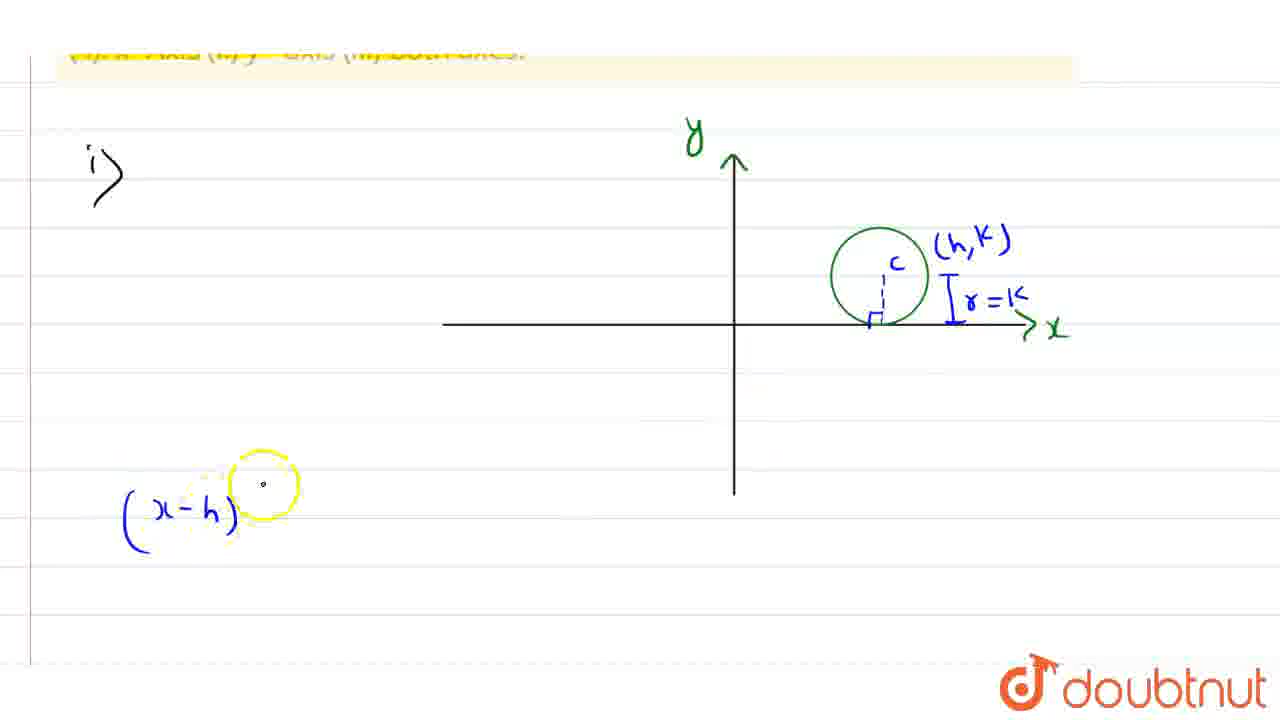 i)
y
(h,K)
c
r=K
x
(x-h)
doubtnut